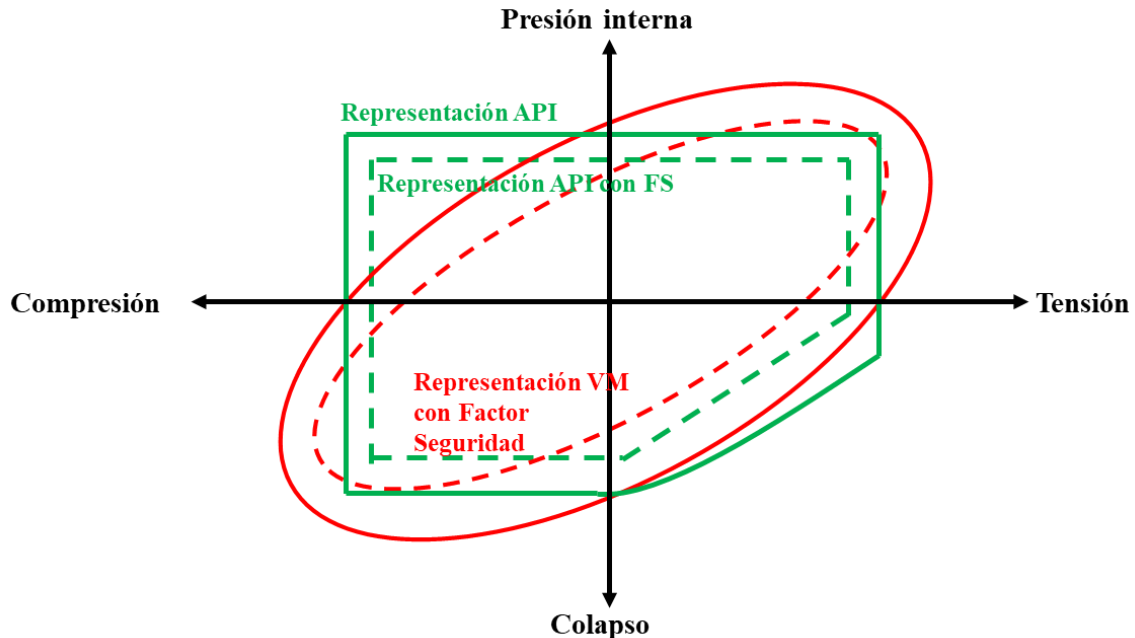 Presión interna
Representación API
Representación API con FS
Compresión
Tensión
Representación VM
con Factor
Seguridad
Colapso